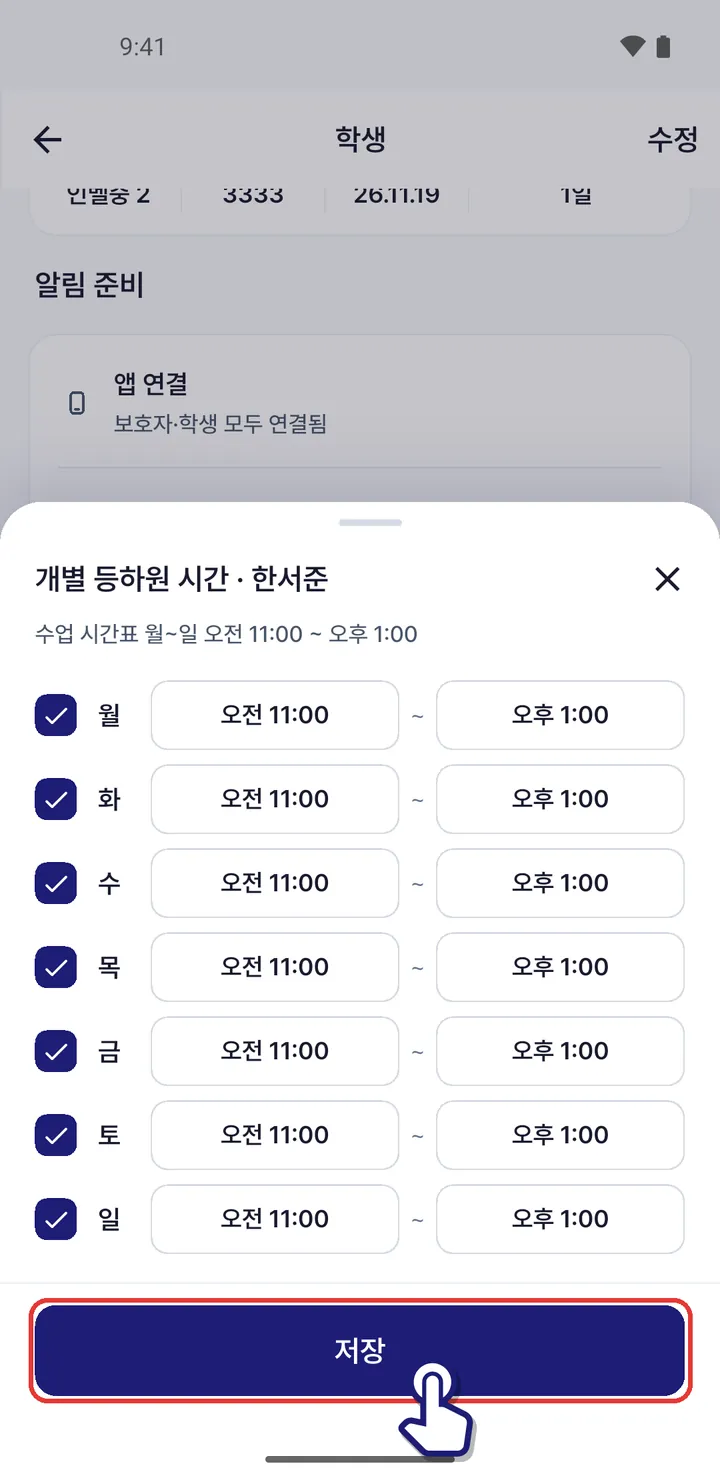 9:41
학생
수정
인멜중 2
3333
26.11.19
1일
알림 준비
앱 연결
보호자·학생 모두 연결됨
개별 등하원 시간 · 한서준
수업 시간표 월~일 오전 11:00 ~ 오후 1:00
월 오전 11:00 ~ 오후 1:00
화 오전 11:00 ~ 오후 1:00
수 오전 11:00 ~ 오후 1:00
목 오전 11:00 ~ 오후 1:00
금 오전 11:00 ~ 오후 1:00
토 오전 11:00 ~ 오후 1:00
일 오전 11:00 ~ 오후 1:00
저장